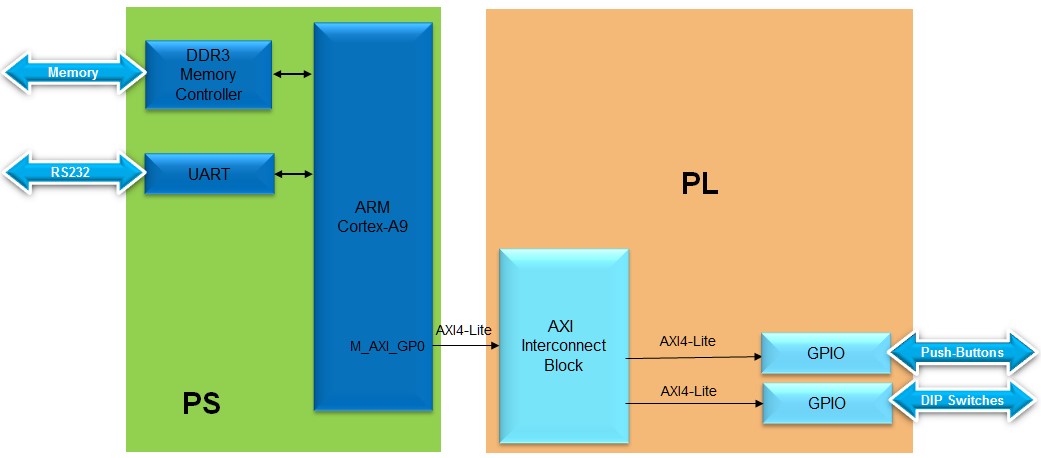 Memory
DDR3
Memory
Controller
RS232
UART
ARM
Cortex-A9
M_AXI_GP0
PS
AXI4-Lite
PL
AXI
Interconnect
Block
AXI4-Lite
GPIO
Push-Buttons
AXI4-Lite
GPIO
DIP Switches